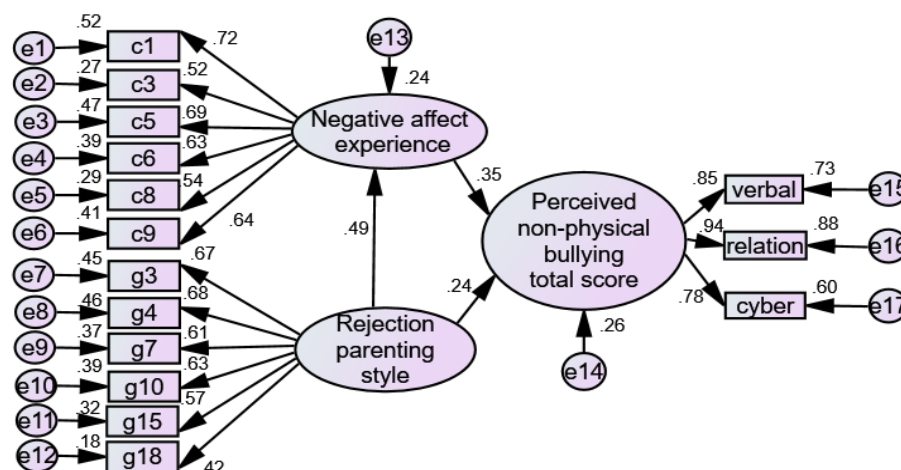 e1 .52 c1 .72
e2 .27 c3 .52
e3 .47 c5 .69
e4 .39 c6 .63
e5 .29 c8 .54
e6 .41 c9 .64
e7 .45 g3 .67
e8 .46 g4 .68
e9 .37 g7 .61
e10 .39 g10 .63
e11 .32 g15 .57
e12 .18 g18 .42
e13
.24
Negative affect
experience
.35
.49
.24
Rejection
parenting
style
Perceived
non-physical
bullying
total score
.26
e14
.85 verbal .73 e15
.94 relation .88 e16
.78 cyber .60 e17